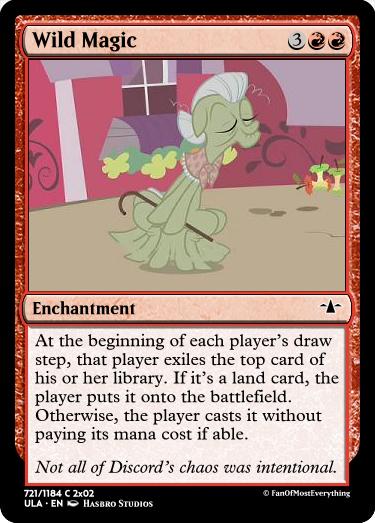 Wild Magic 3
Enchantment
At the beginning of each player's draw
step, that player exiles the top card of
his or her library. If it's a land card, the
player puts it onto the battlefield.
Otherwise, the player casts it without
paying its mana cost if able.
Not all of Discord's chaos was intentional.
721/1184 C 2x02
ULA • EN Hasbro Studios
© FanOfMostEverything